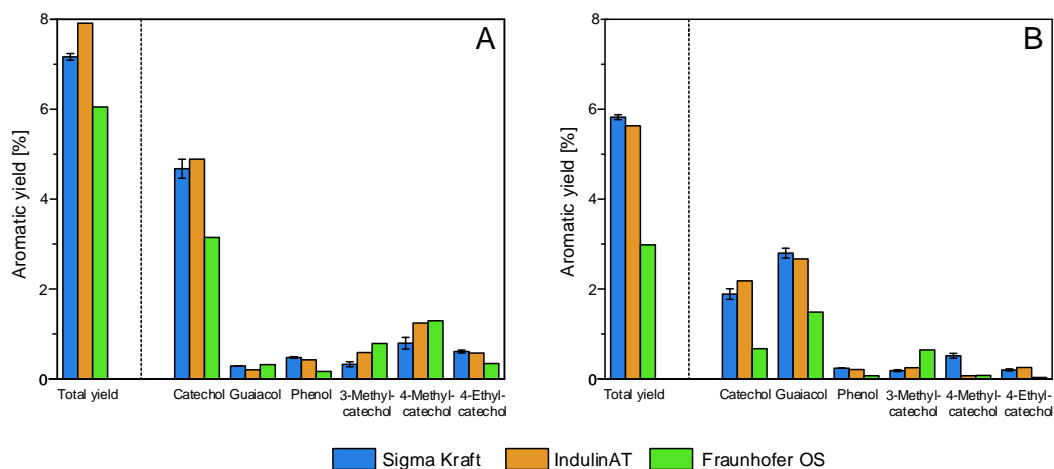 A
Aromatic yield [%]
8
6
4
2
0
Total yield
Catechol Guaiacol Phenol 3-Methyl- 4-Methyl- 4-Ethyl-
catechol catechol catechol
B
Aromatic yield [%]
8
6
4
2
0
Total yield
Catechol Guaiacol Phenol 3-Methyl- 4-Methyl- 4-Ethyl-
catechol catechol catechol
Sigma Kraft IndulinAT Fraunhofer OS